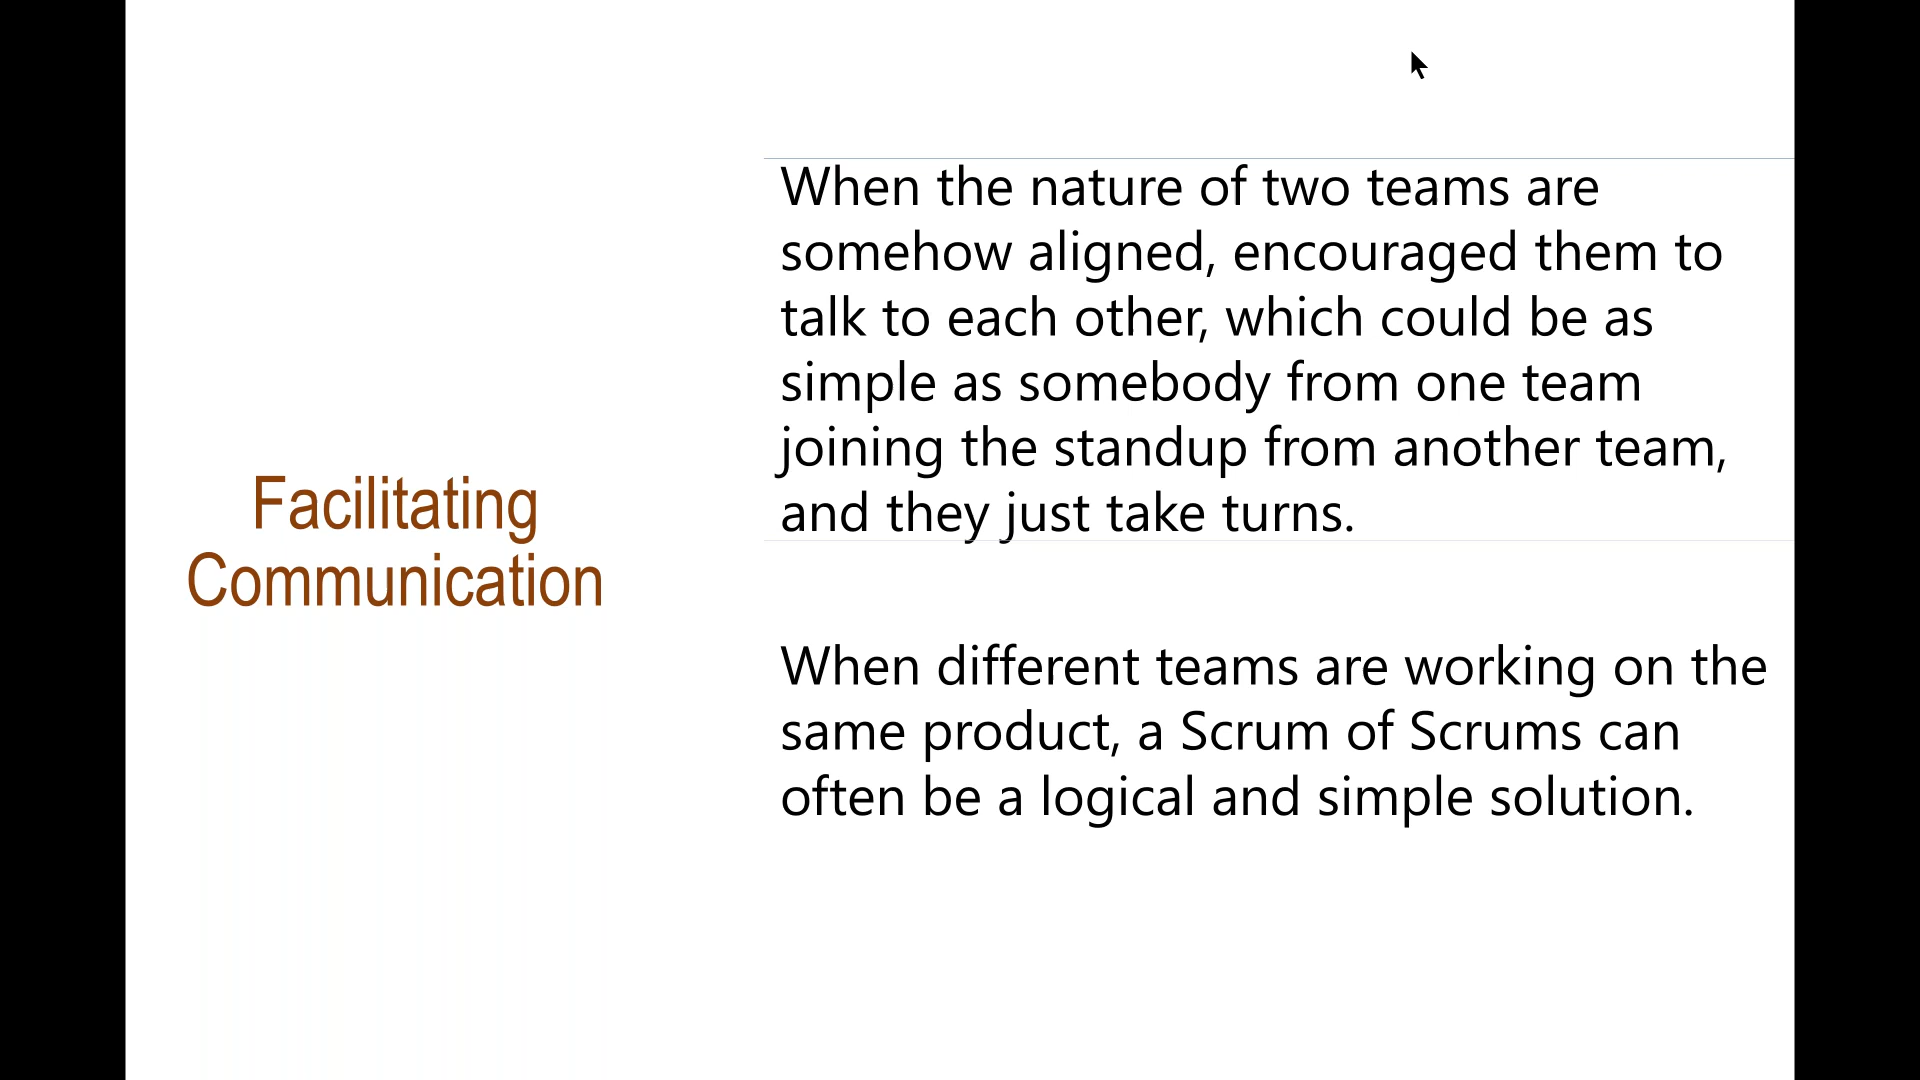 Facilitating
Communication
When the nature of two teams are
somehow aligned, encouraged them to
talk to each other, which could be as
simple as somebody from one team
joining the standup from another team,
and they just take turns.
When different teams are working on the
same product, a Scrum of Scrums can
often be a logical and simple solution.